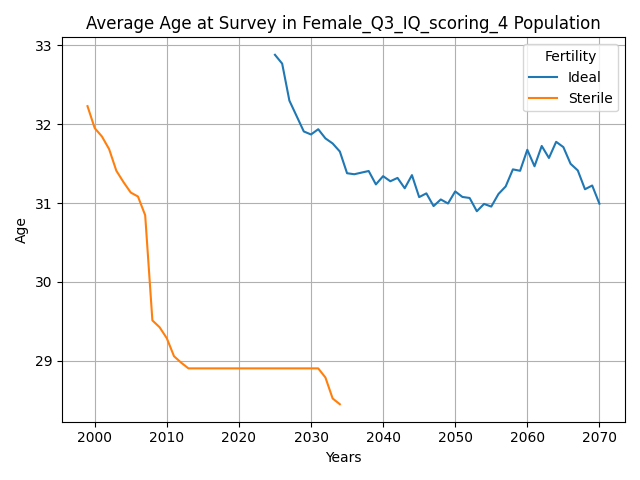 Average Age at Survey in Female_Q3_IQ_scoring_4 Population
33
32
31
30
29
Age
Fertility
Ideal
Sterile
2000 2010 2020 2030 2040 2050 2060 2070
Years